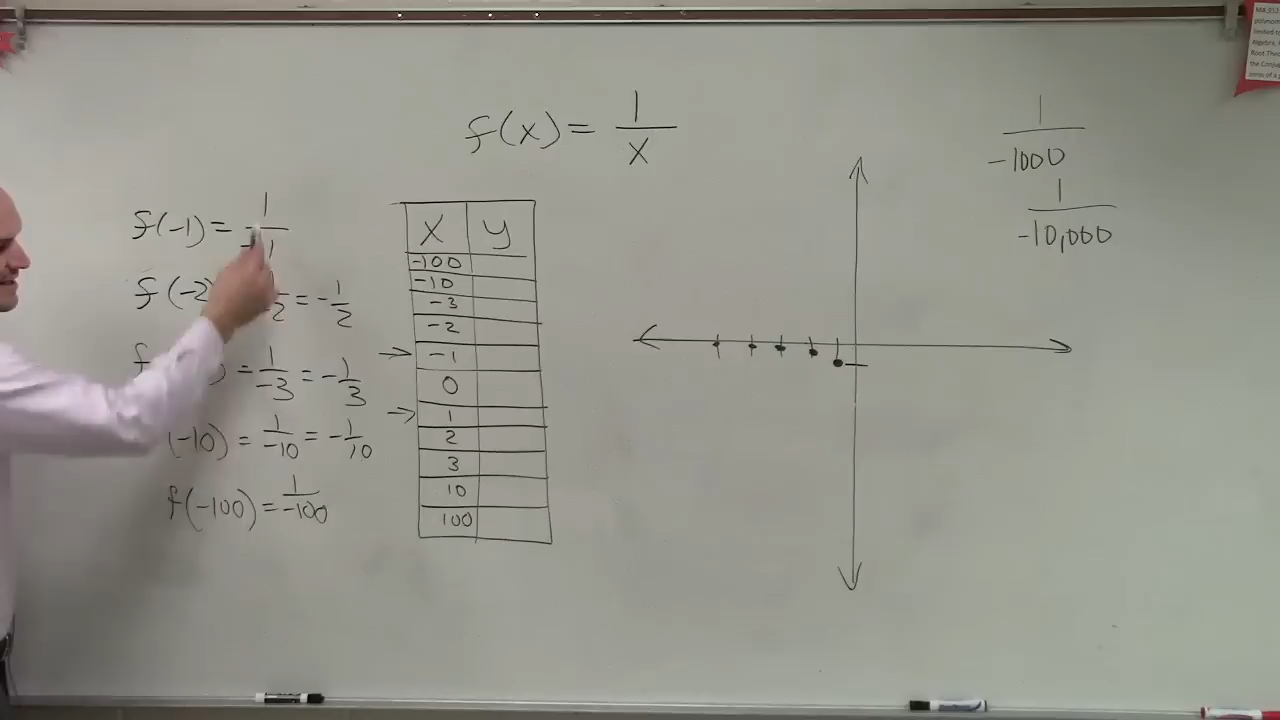 f(x) = 1/x
f(-1) = 1/-1
f(-2) 1/-2 = -1/2
= 1/-3 = -1/3
(-10) = 1/-10 = -1/10
f(-100) = 1/-100
X Y
-100
-10
-3
-2
-1
0
1
2
3
10
100
1/-1000
1/-10,000